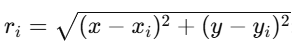 r_i = \sqrt{(x - x_i)^2 + (y - y_i)^2}